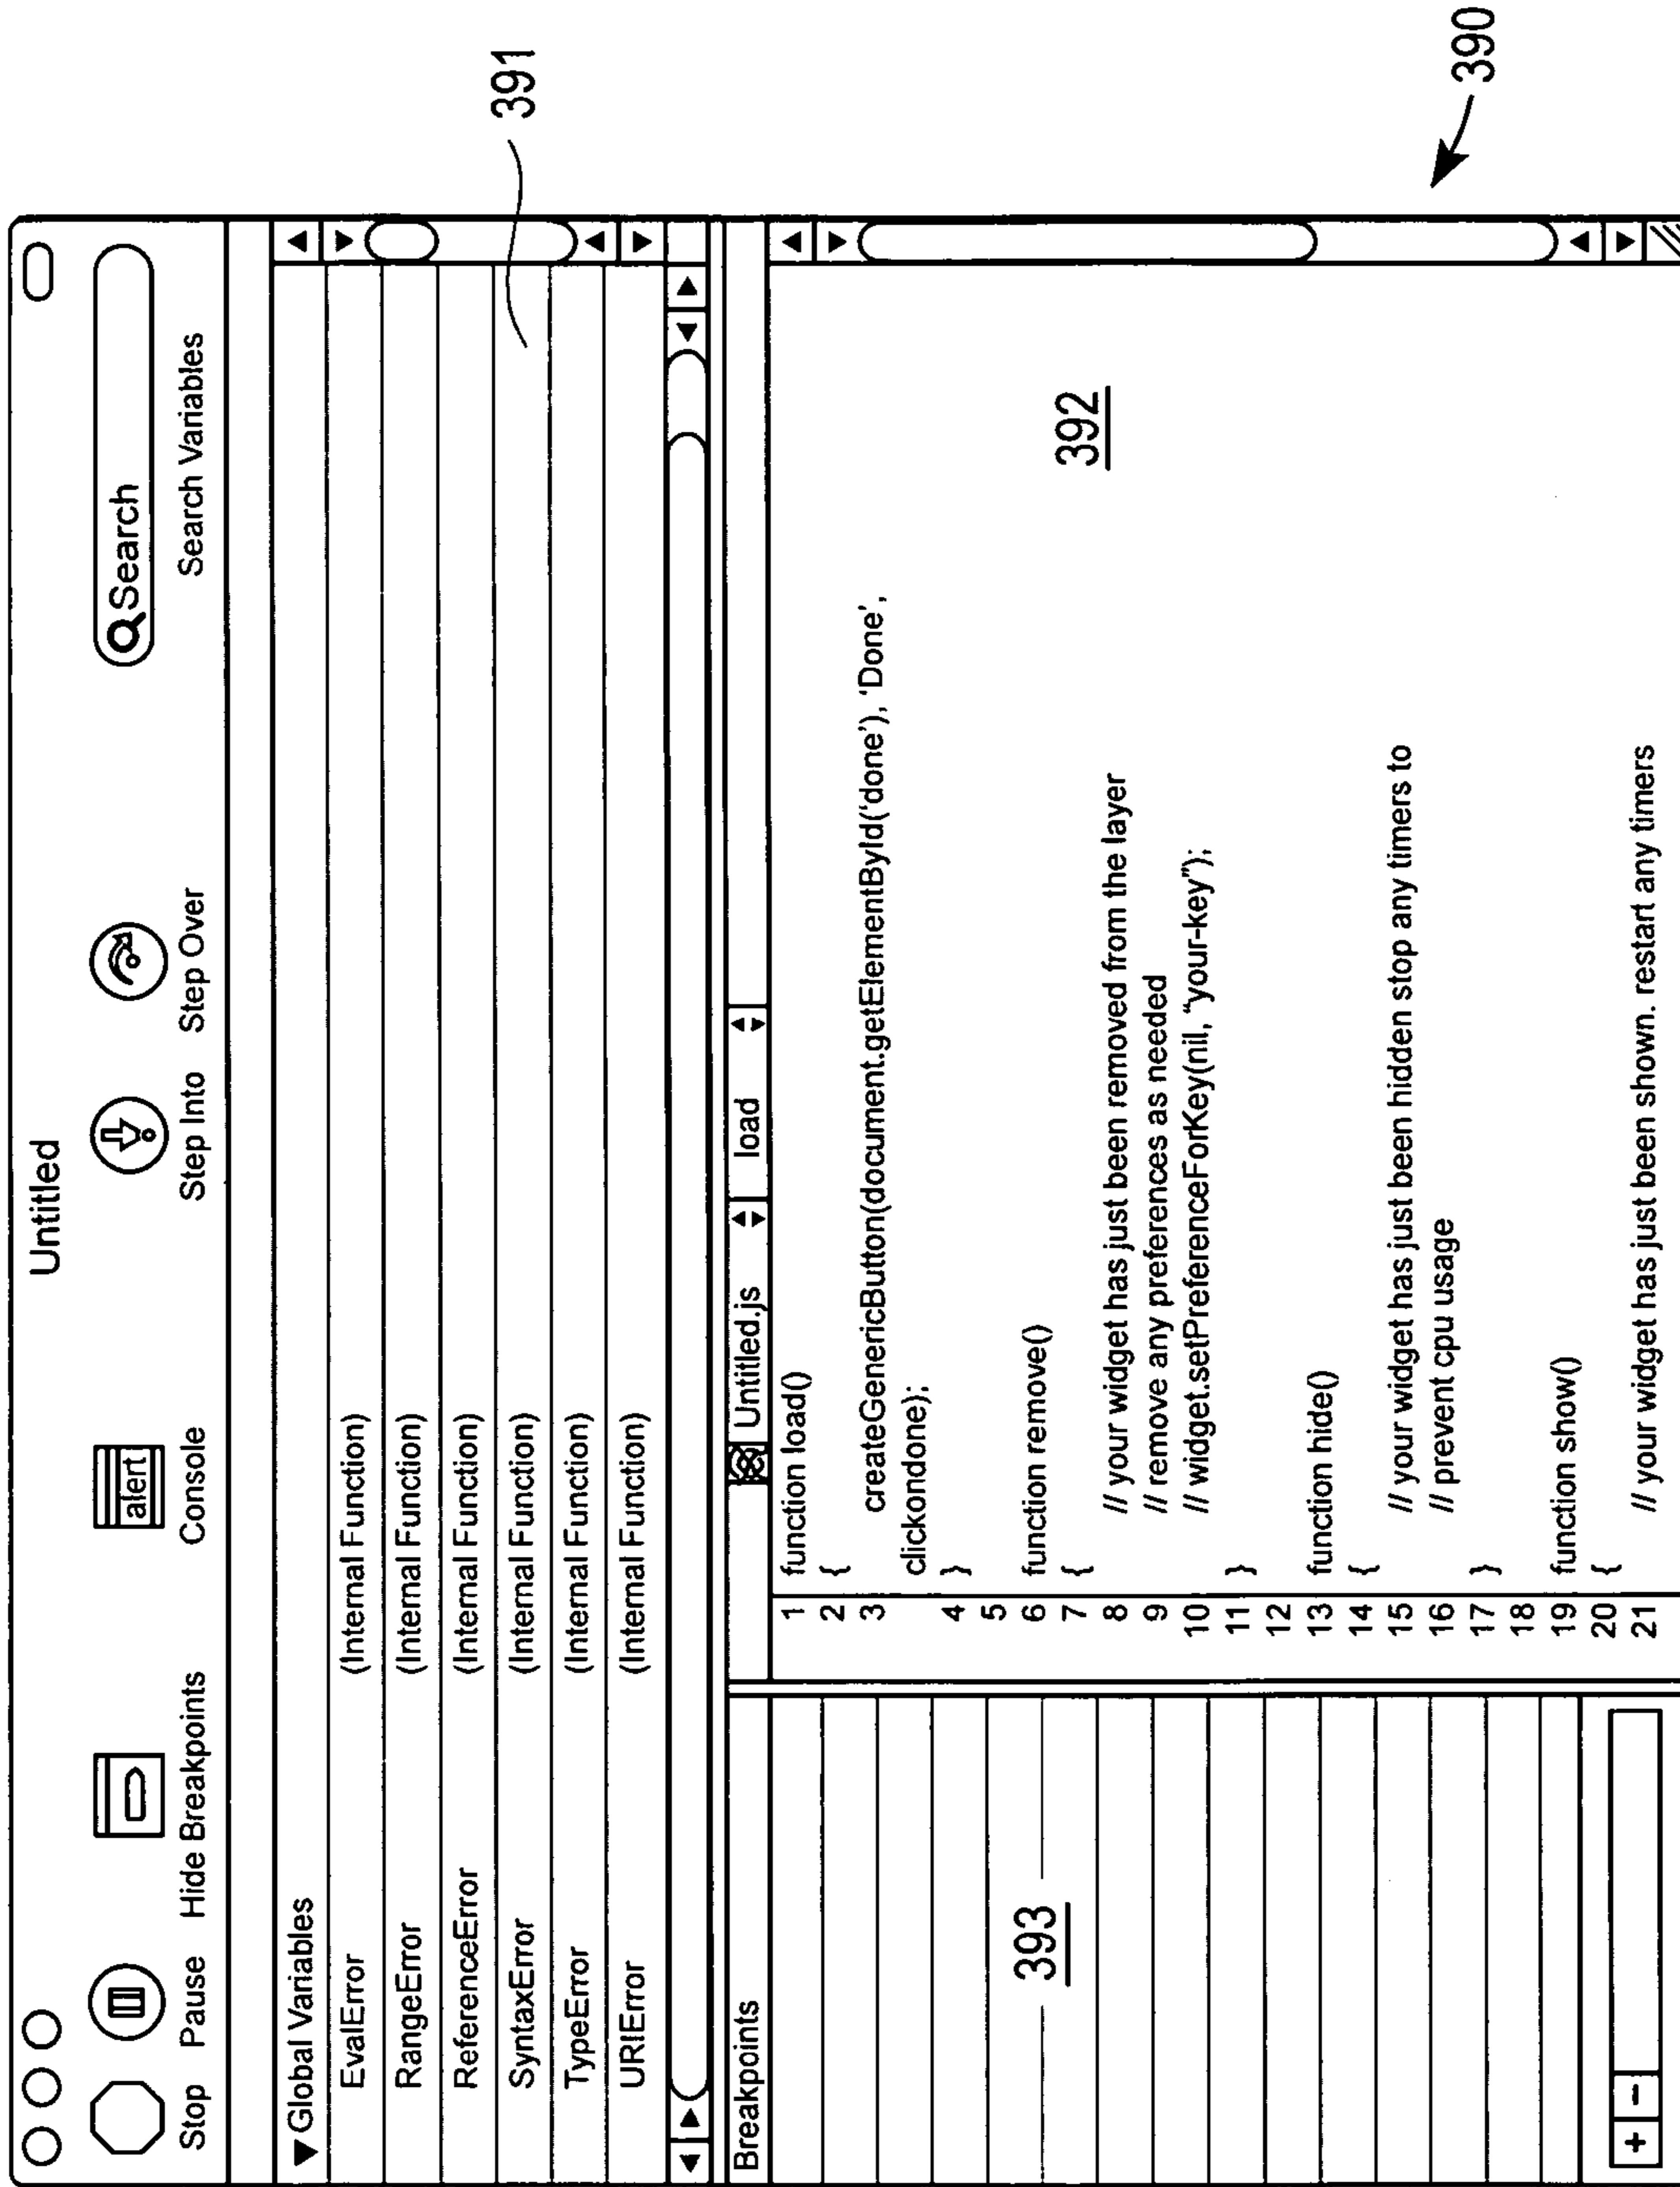 Untitled
Stop Pause Hide Breakpoints Console Step Into Step Over Search Variables
alert
Search
▼Global Variables
EvalError (Internal Function)
RangeError (Internal Function)
ReferenceError (Internal Function)
SyntaxError (Internal Function)
TypeError (Internal Function)
URIError (Internal Function)
391
Breakpoints
Untitled.js load
1 function load()
2 {
3 createGenericButton(document.getElementById('done'), 'Done',
clickondone);
4 }
5
6 function remove()
7 {
8 // your widget has just been removed from the layer
9 // remove any preferences as needed
10 // widget.setPreferenceForKey(nil, "your-key");
11 }
12
13 function hide()
14 {
15 // your widget has just been hidden stop any timers to
16 // prevent cpu usage
17 }
18
19 function show()
20 {
21 // your widget has just been shown. restart any timers
392
393
+ −
390